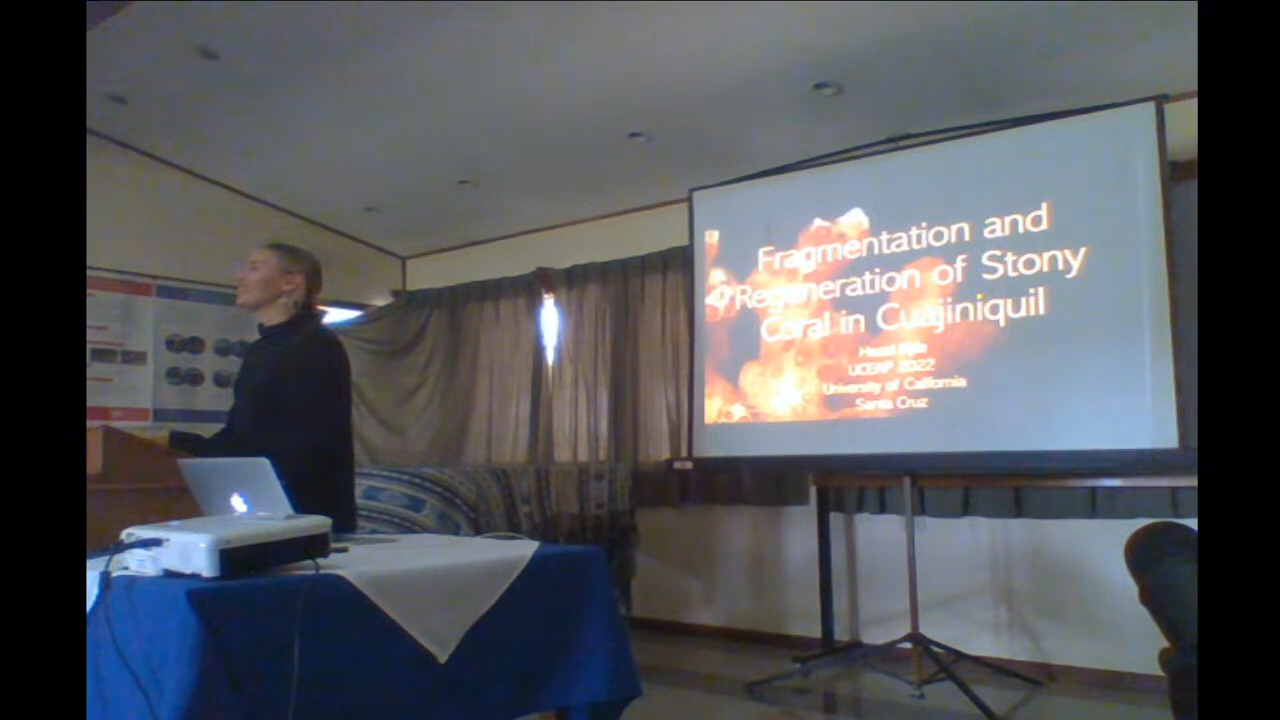 Fragmentation and
Regeneration of Stony
Coral in Cuajiniquil
UCEAP 2022
University of California
Santa Cruz